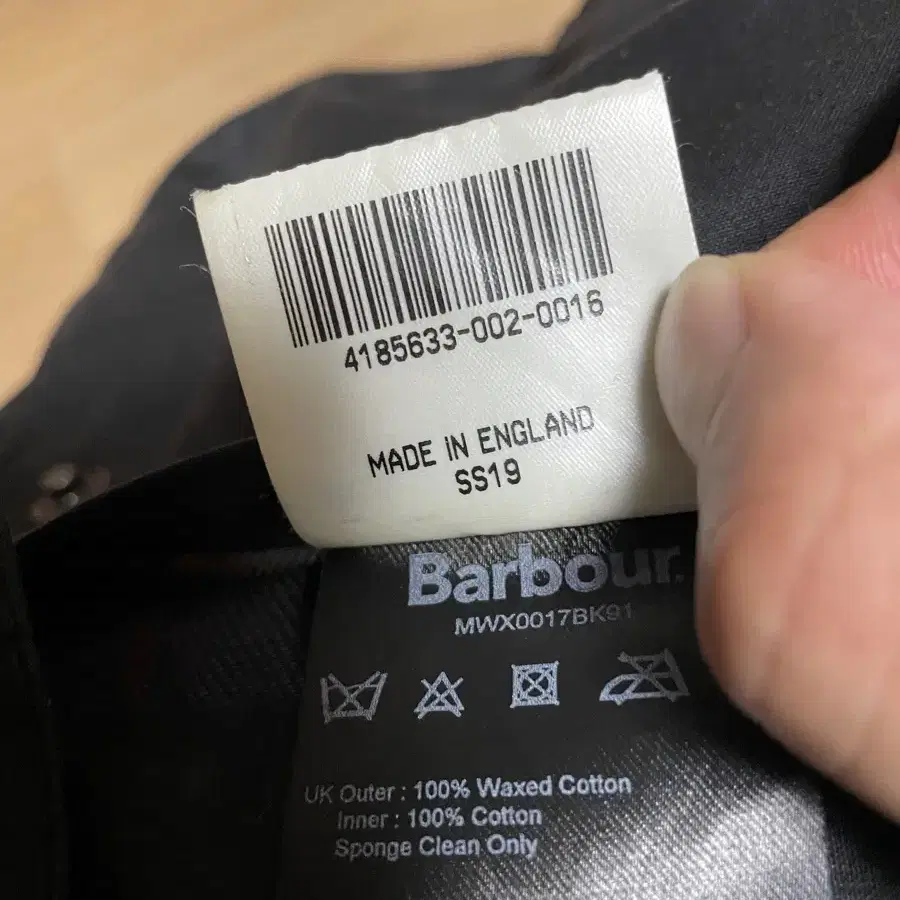 4185633-002-0016
MADE IN ENGLAND
SS19
Barbour.
MWX0017BK91
UK Outer : 100% Waxed Cotton
Inner : 100% Cotton
Sponge Clean Only